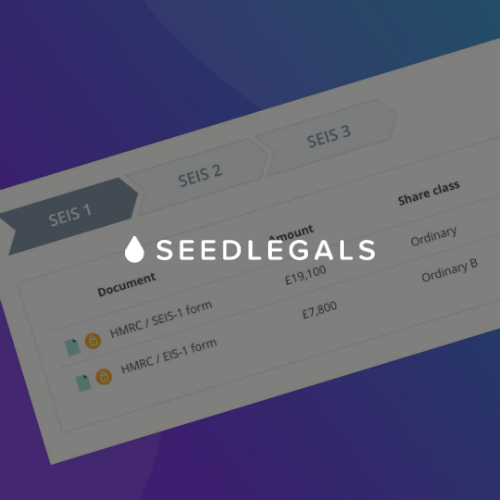 SEIS 1
SEIS 2
SEIS 3
SEEDLEGALS
Document
Amount
Share class
HMRC / SEIS-1 form
£19,100
Ordinary
HMRC / EIS-1 form
£7,800
Ordinary B